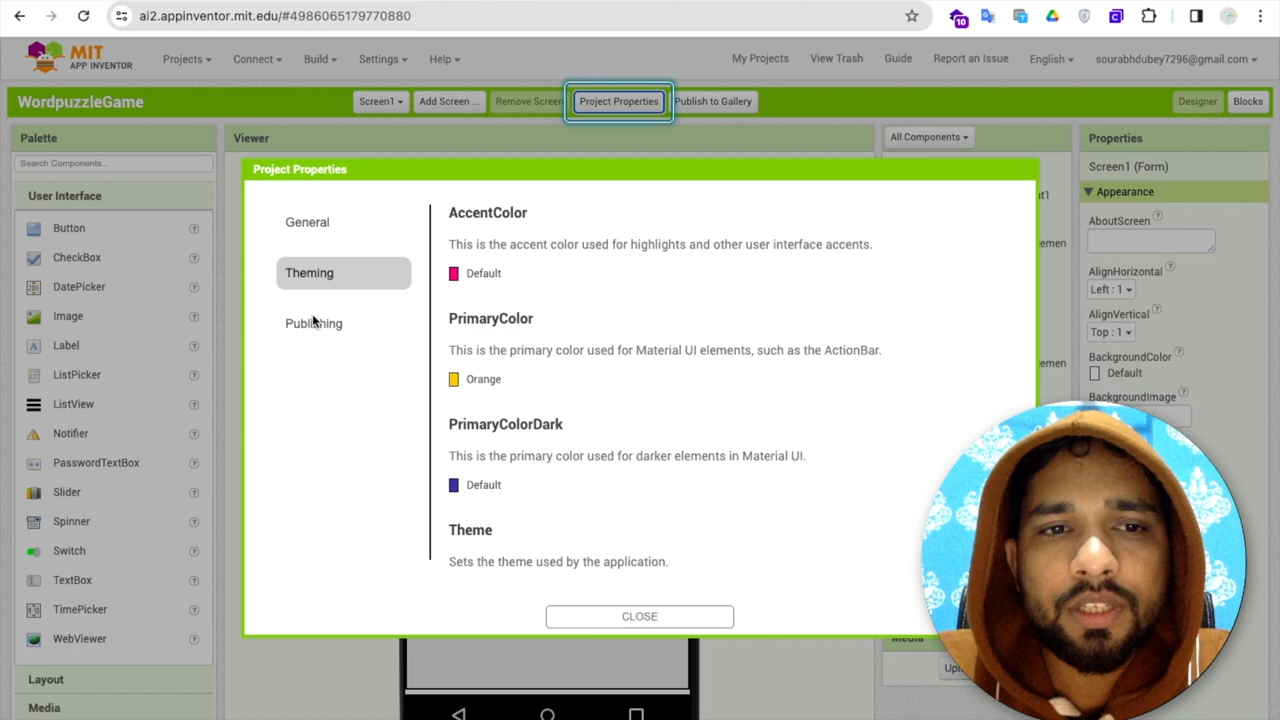 ai2.appinventor.mit.edu/#4986065179770880
10
MIT
APP INVENTOR
Projects
Connect
Build
Settings
Help
My Projects
View Trash
Guide
Report an Issue
English
sourabhdubey7296@gmail.com
WordpuzzleGame
Screen1
Add Screen ...
Remove Screen
Project Properties
Publish to Gallery
Designer
Blocks
Palette
Viewer
All Components
Properties
Search Components...
Screen1 (Form)
User Interface
Appearance
Button
CheckBox
DatePicker
Image
Label
ListPicker
ListView
Notifier
PasswordTextBox
Slider
Spinner
Switch
TextBox
TimePicker
WebViewer
Layout
Media
Project Properties
General
Theming
Publishing
AccentColor
This is the accent color used for highlights and other user interface accents.
Default
PrimaryColor
This is the primary color used for Material UI elements, such as the ActionBar.
Orange
PrimaryColorDark
This is the primary color used for darker elements in Material UI.
Default
Theme
Sets the theme used by the application.
CLOSE
AboutScreen
AlignHorizontal
Left : 1
AlignVertical
Top : 1
BackgroundColor
Default
BackgroundImage
Media